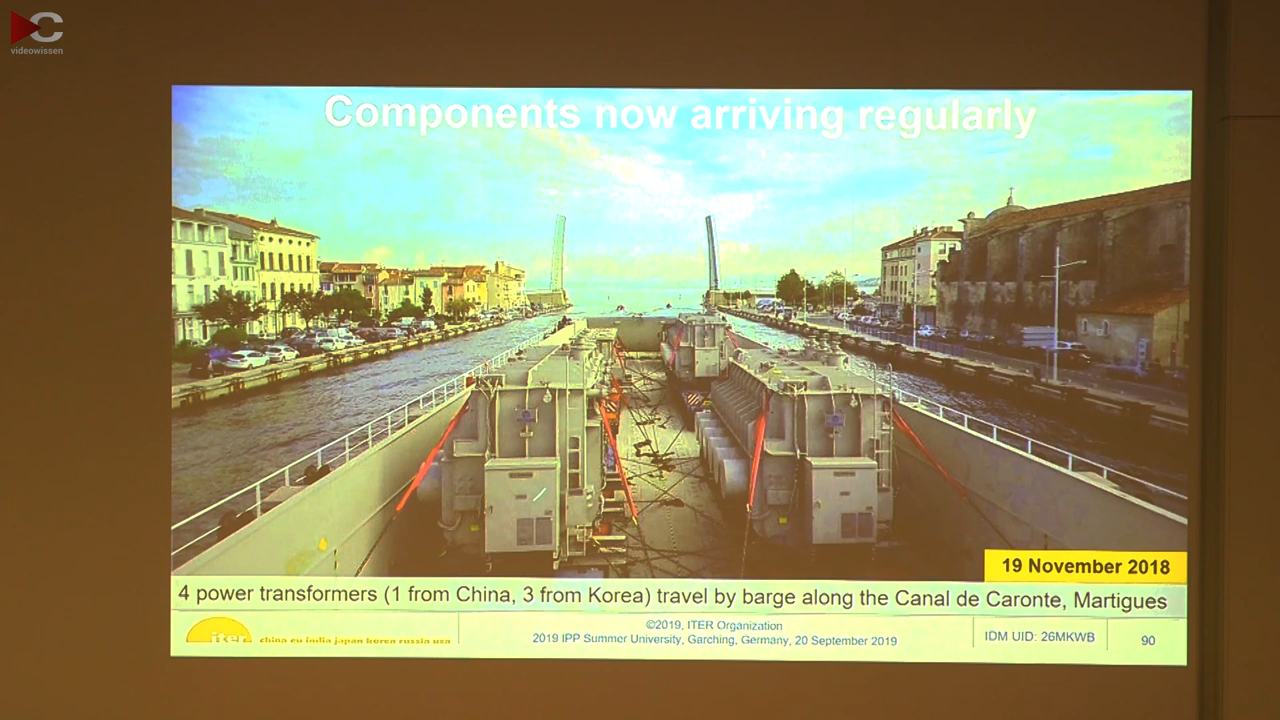 videowissen
Components now arriving regularly
19 November 2018
4 power transformers (1 from China, 3 from Korea) travel by barge along the Canal de Caronte, Martigues
iter
china eu india japan korea russia usa
©2019, ITER Organization
2019 IPP Summer University, Garching, Germany, 20 September 2019
IDM UID: 26MKWB
90